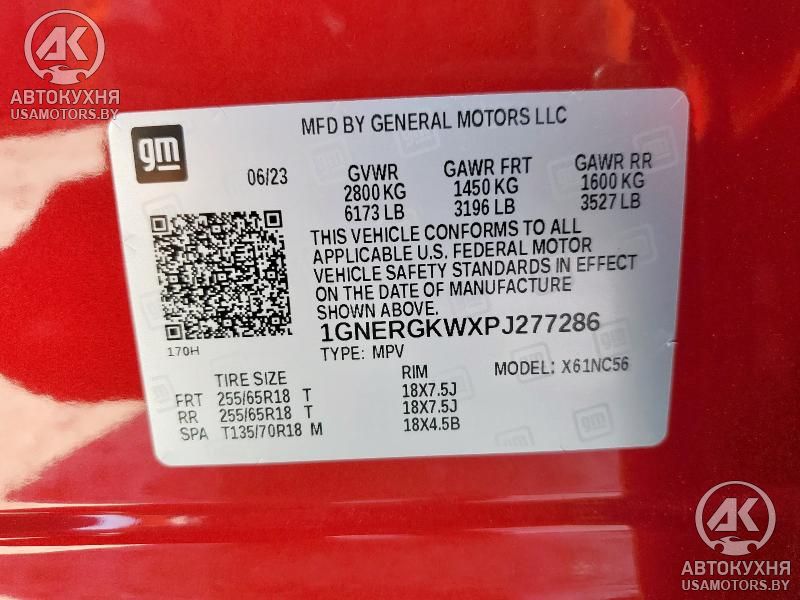 AK
АВТОКУХНЯ
USAMOTORS.BY
gm
MFD BY GENERAL MOTORS LLC
06/23
GVWR GAWR FRT GAWR RR
2800 KG 1450 KG 1600 KG
6173 LB 3196 LB 3527 LB
THIS VEHICLE CONFORMS TO ALL
APPLICABLE U.S. FEDERAL MOTOR
VEHICLE SAFETY STANDARDS IN EFFECT
ON THE DATE OF MANUFACTURE
SHOWN ABOVE.
170H
1GNERGKWXPJ277286
TYPE: MPV MODEL: X61NC56
TIRE SIZE RIM
FRT 255/65R18 T 18X7.5J
RR 255/65R18 T 18X7.5J
SPA T135/70R18 M 18X4.5B
AK
АВТОКУХНЯ
USAMOTORS.BY